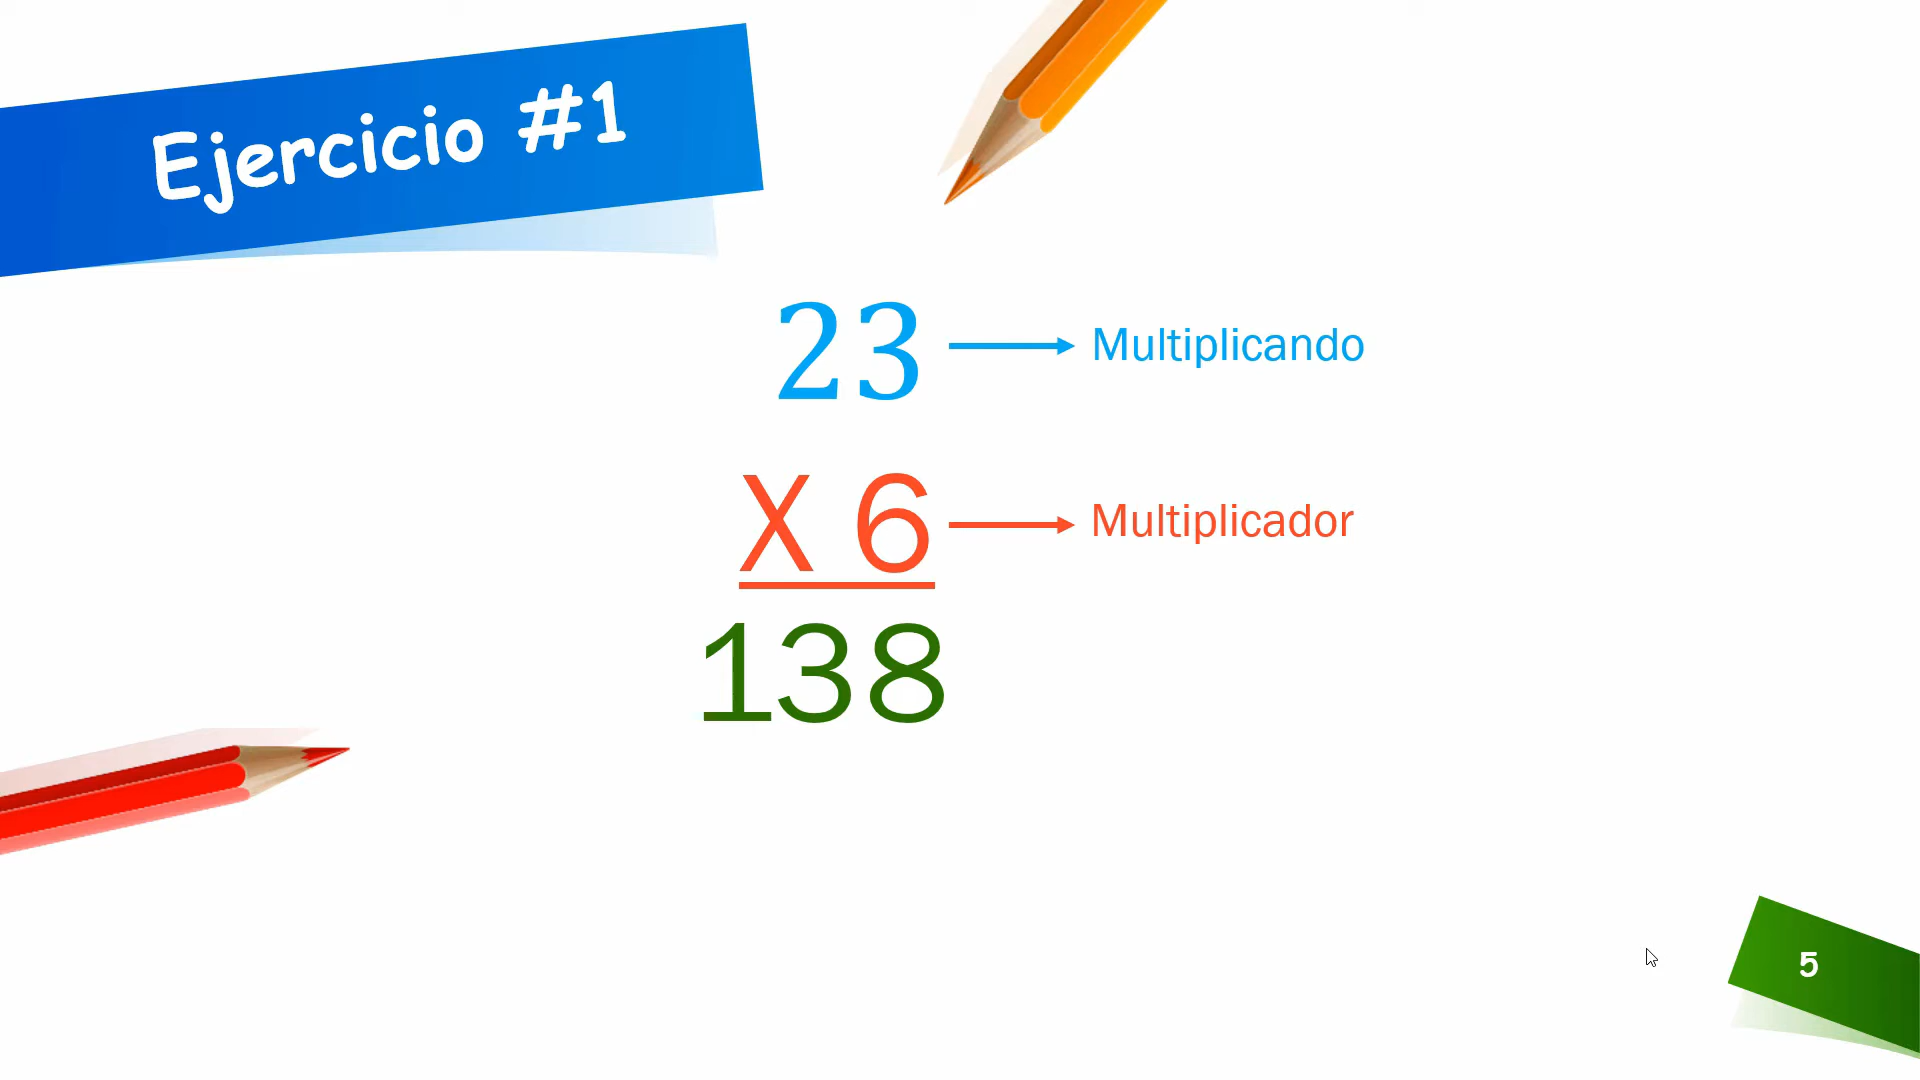 Ejercicio #1
23 Multiplicando
X 6 Multiplicador
138
5